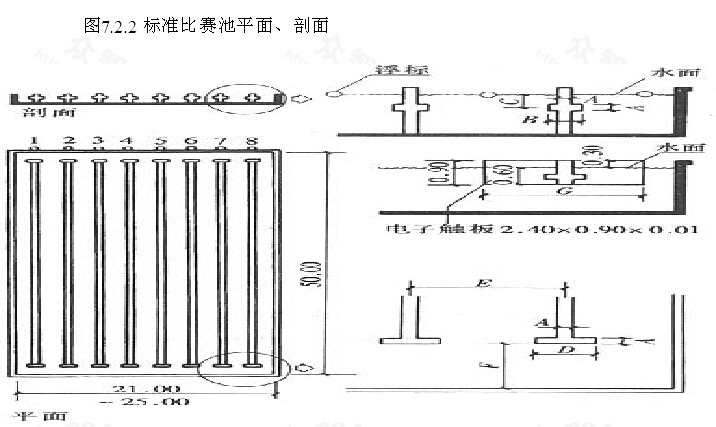 图7.2.2 标准比赛池平面、剖面
浮标
水面
剖面
C
A
A
B
1 2 3 4 5 6 7 8
水面
0.30
0.90
0.60
G
电子触板2.40×0.90×0.01
50.00
E
A
A
D
F
21.00
~25.00
平面